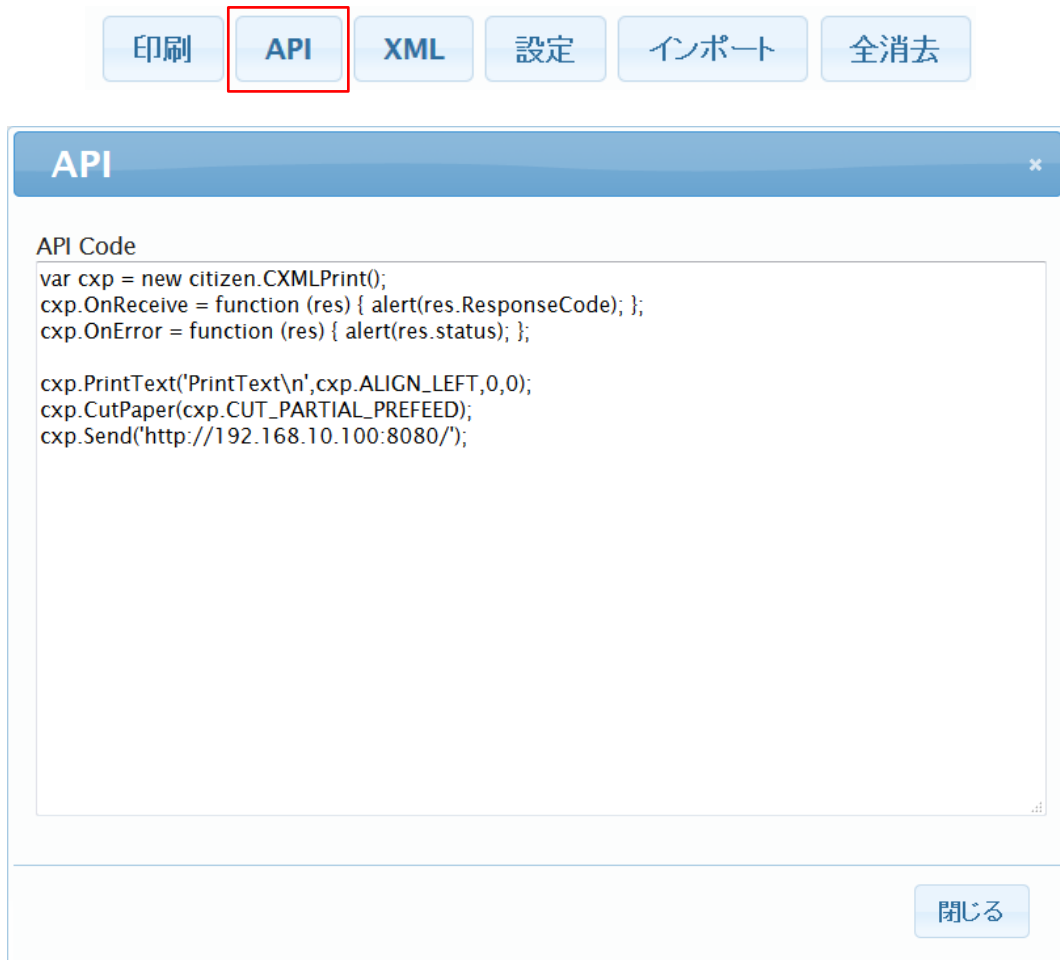 印刷 API XML 設定 インポート 全消去
API ×
API Code
var cxp = new citizen.CXMLPrint();
cxp.OnReceive = function (res) { alert(res.ResponseCode); };
cxp.OnError = function (res) { alert(res.status); };
cxp.PrintText('PrintText\n',cxp.ALIGN_LEFT,0,0);
cxp.CutPaper(cxp.CUT_PARTIAL_PREFEED);
cxp.Send('http://192.168.10.100:8080/');
閉じる